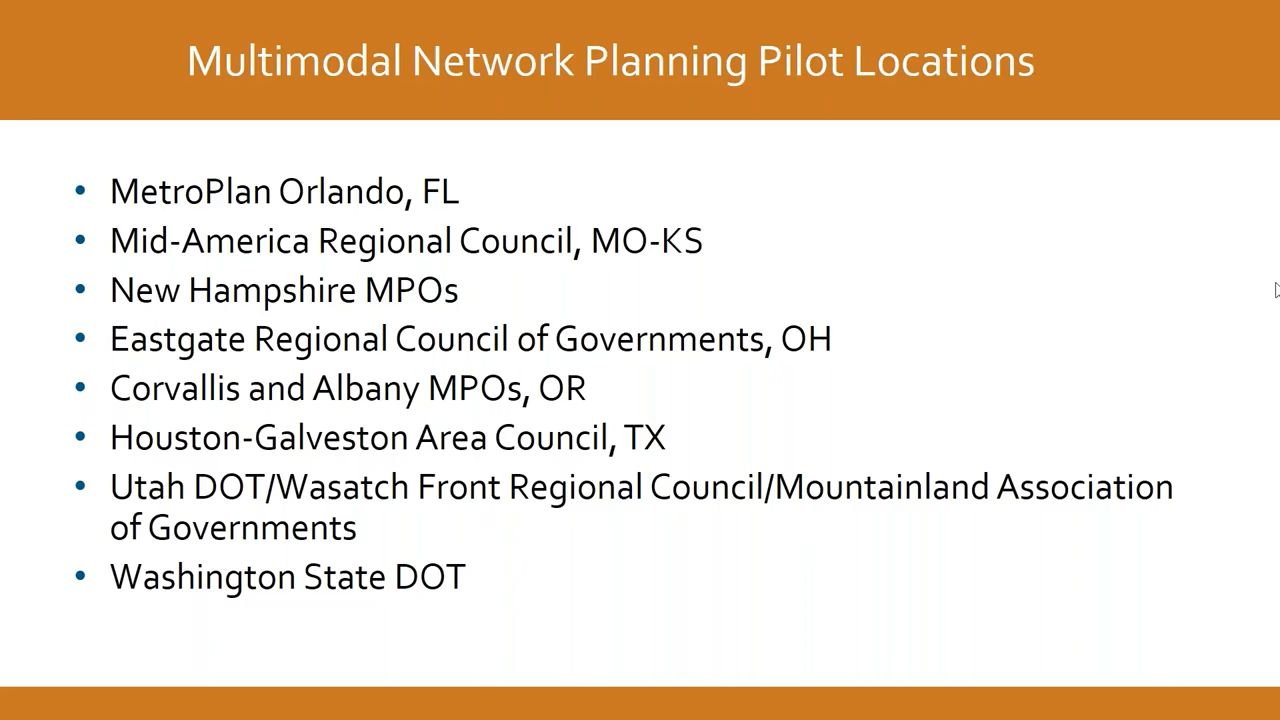 Multimodal Network Planning Pilot Locations
• MetroPlan Orlando, FL
• Mid-America Regional Council, MO-KS
• New Hampshire MPOs
• Eastgate Regional Council of Governments, OH
• Corvallis and Albany MPOs, OR
• Houston-Galveston Area Council, TX
• Utah DOT/Wasatch Front Regional Council/Mountainland Association
of Governments
• Washington State DOT